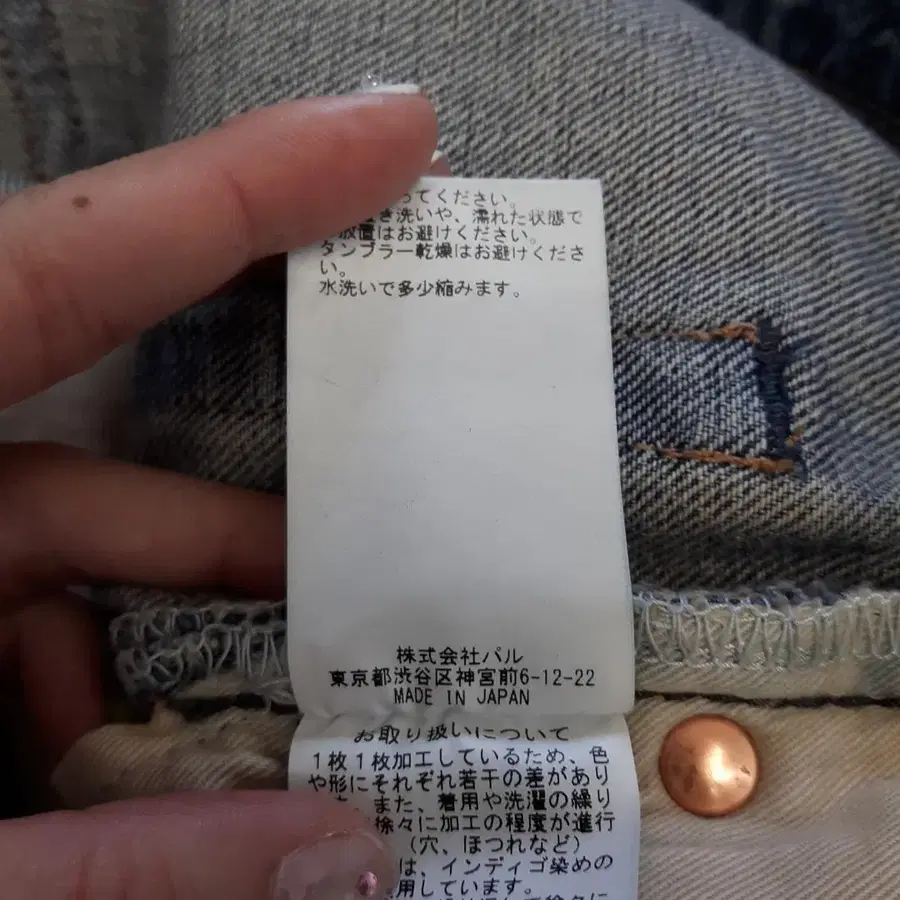 ってください。
き洗いや、濡れた状態で
放置はお避けください。
タンブラー乾燥はお避けくださ
い。
水洗いで多少縮みます。
株式会社パル
東京都渋谷区神宮前6-12-22
MADE IN JAPAN
お取り扱いについて
1枚1枚加工しているため、色
や形にそれぞれ若干の差があり
。また、着用や洗濯の繰り
徐々に加工の程度が進行
(穴、ほつれなど)
は、インディゴ染めの
用しています。